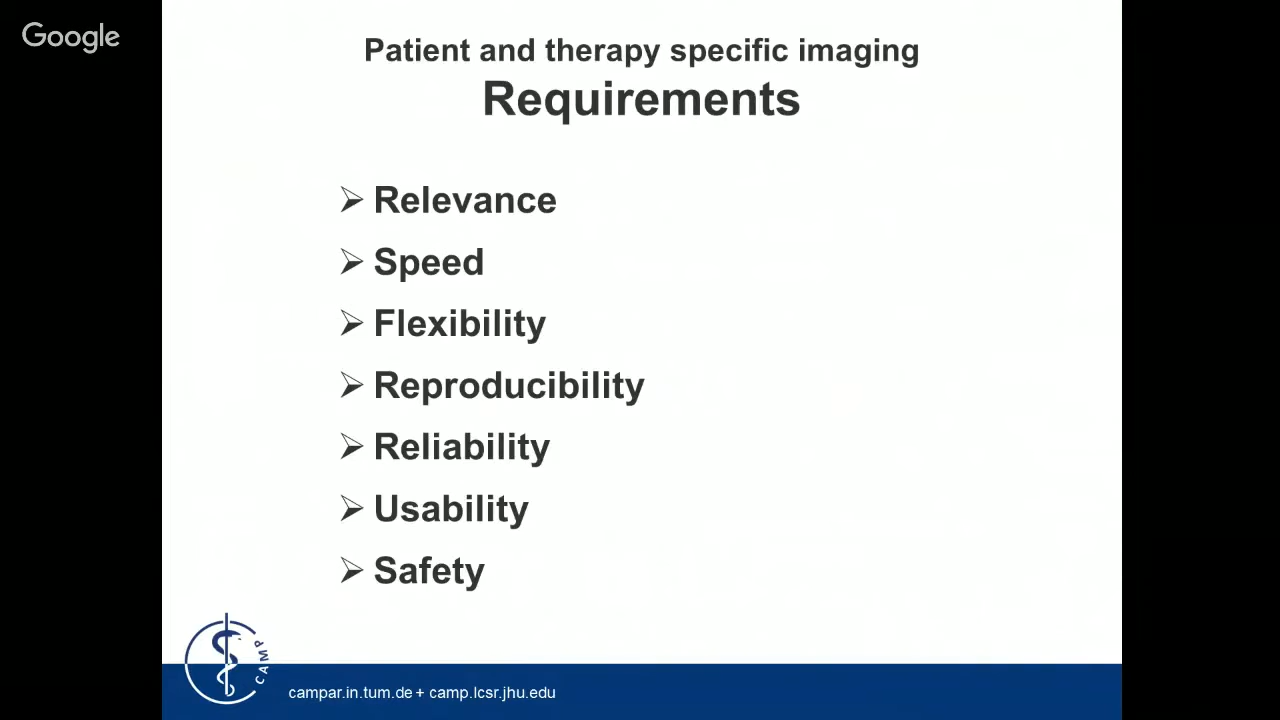 Google
Patient and therapy specific imaging
Requirements
➢ Relevance
➢ Speed
➢ Flexibility
➢ Reproducibility
➢ Reliability
➢ Usability
➢ Safety
CAMP
campar.in.tum.de + camp.lcsr.jhu.edu